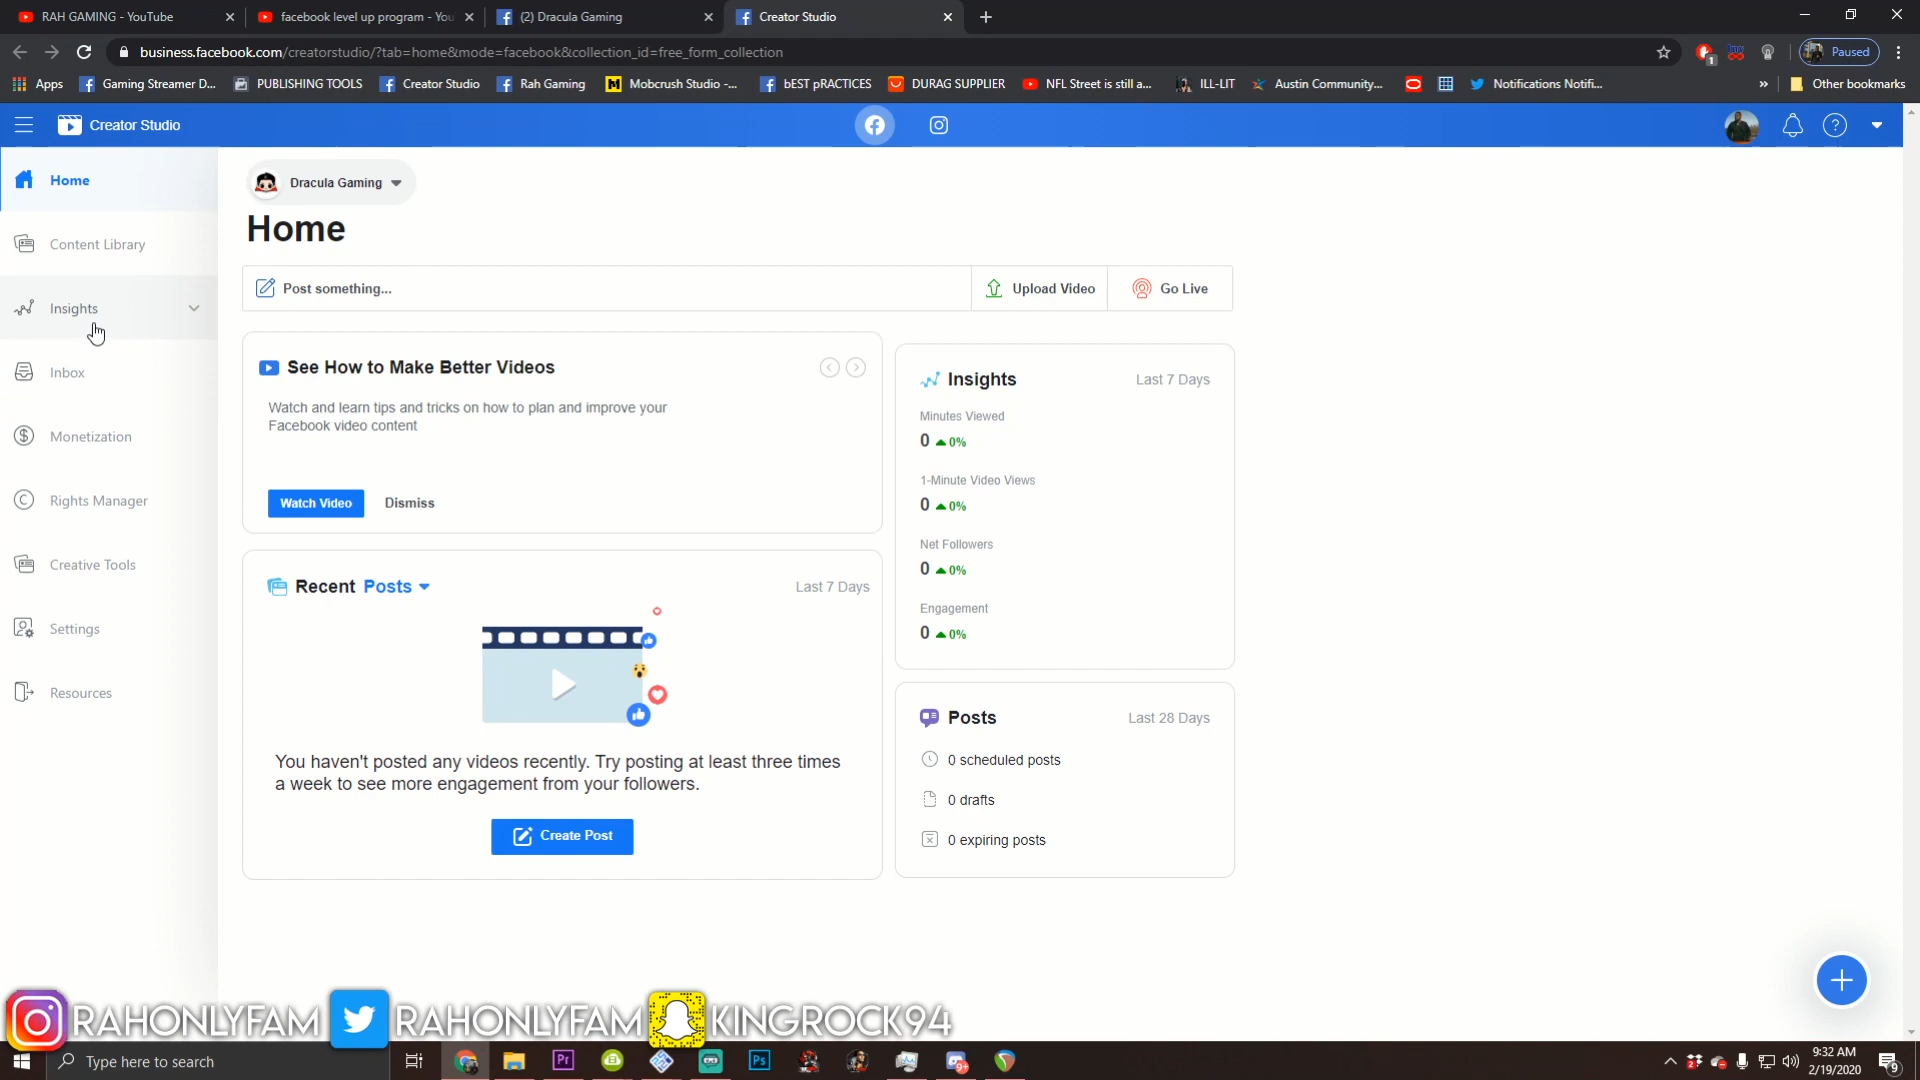 RAH GAMING - YouTube
facebook level up program - You
(2) Dracula Gaming
Creator Studio
business.facebook.com/creatorstudio/?tab=home&mode=facebook&collection_id=free_form_collection
1
Paused
Apps
Gaming Streamer D...
PUBLISHING TOOLS
Creator Studio
Rah Gaming
Mobcrush Studio -...
bEST pRACTICES
DURAG SUPPLIER
NFL Street is still a...
ILL-LIT
Austin Community...
Notifications Notifi...
»
Other bookmarks
Creator Studio
Home
Content Library
Insights
Inbox
Monetization
Rights Manager
Creative Tools
Settings
Resources
Dracula Gaming
Home
Post something...
Upload Video
Go Live
See How to Make Better Videos
Watch and learn tips and tricks on how to plan and improve your
Facebook video content
Watch Video
Dismiss
Recent Posts
Last 7 Days
You haven't posted any videos recently. Try posting at least three times
a week to see more engagement from your followers.
Create Post
Insights
Last 7 Days
Minutes Viewed
0 ▲ 0%
1-Minute Video Views
0 ▲ 0%
Net Followers
0 ▲ 0%
Engagement
0 ▲ 0%
Posts
Last 28 Days
0 scheduled posts
0 drafts
0 expiring posts
RAHONLYFAM
RAHONLYFAM
KINGROCK94
Type here to search
Pr
Ps
9:32 AM
2/19/2020
9